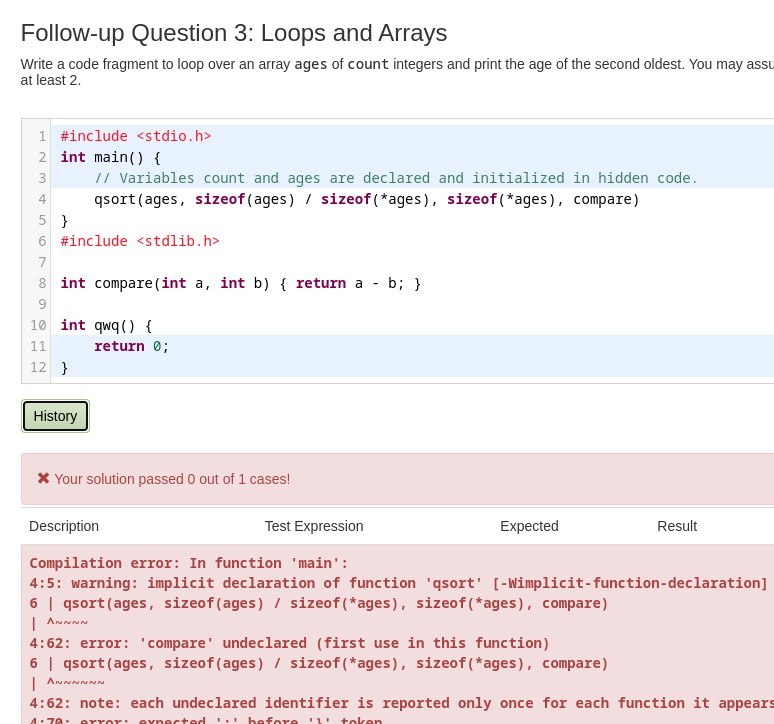 Follow-up Question 3: Loops and Arrays
Write a code fragment to loop over an array ages of count integers and print the age of the second oldest. You may assu
at least 2.
1 #include <stdio.h>
2 int main() {
3     // Variables count and ages are declared and initialized in hidden code.
4     qsort(ages, sizeof(ages) / sizeof(*ages), sizeof(*ages), compare)
5 }
6 #include <stdlib.h>
7
8 int compare(int a, int b) { return a - b; }
9
10 int qwq() {
11     return 0;
12 }
History
✖ Your solution passed 0 out of 1 cases!
Description Test Expression Expected Result
Compilation error: In function 'main':
4:5: warning: implicit declaration of function 'qsort' [-Wimplicit-function-declaration]
6 | qsort(ages, sizeof(ages) / sizeof(*ages), sizeof(*ages), compare)
| ^~~~~
4:62: error: 'compare' undeclared (first use in this function)
6 | qsort(ages, sizeof(ages) / sizeof(*ages), sizeof(*ages), compare)
| ^~~~~~~
4:62: note: each undeclared identifier is reported only once for each function it appears
4:70: error: expected ';' before '}' token